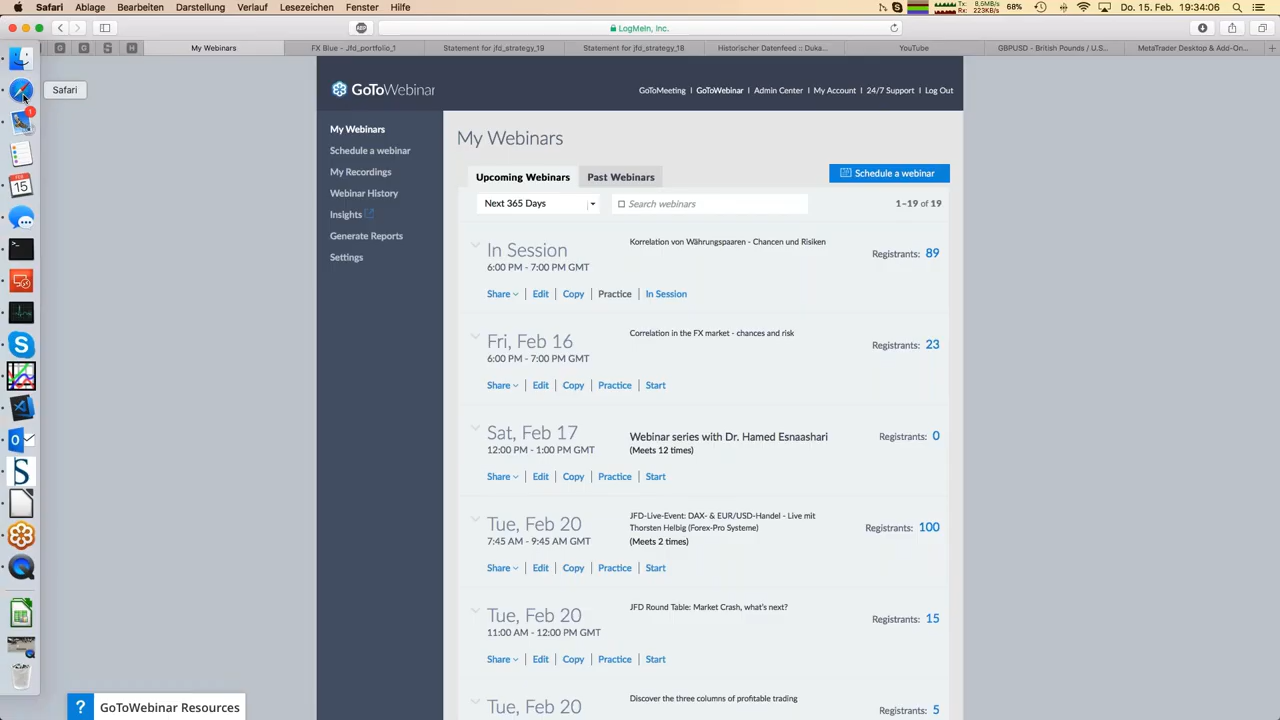 Safari Ablage Bearbeiten Darstellung Verlauf Lesezeichen Fenster Hilfe
Tx: 8,6MB/s
Rx: 223KB/s
68% Do. 15. Feb. 19:34:06
ABP
LogMeIn, Inc.
G G S H My Webinars FX Blue - Jfd_portfolio_1 Statement for jfd_strategy_19 Statement for jfd_strategy_18 Historischer Datenfeed :: Duka... YouTube GBPUSD - British Pounds / U.S... MetaTrader Desktop & Add-On...
Safari
GoToWebinar
GoToMeeting | GoToWebinar | Admin Center | My Account | 24/7 Support | Log Out
My Webinars
Schedule a webinar
My Recordings
Webinar History
Insights
Generate Reports
Settings
My Webinars
Upcoming Webinars Past Webinars Schedule a webinar
Next 365 Days Search webinars 1–19 of 19
In Session
6:00 PM - 7:00 PM GMT
Korrelation von Währungspaaren - Chancen und Risiken
Registrants: 89
Share | Edit | Copy | Practice | In Session
Fri, Feb 16
6:00 PM - 7:00 PM GMT
Correlation in the FX market - chances and risk
Registrants: 23
Share | Edit | Copy | Practice | Start
Sat, Feb 17
12:00 PM - 1:00 PM GMT
Webinar series with Dr. Hamed Esnaashari
(Meets 12 times)
Registrants: 0
Share | Edit | Copy | Practice | Start
Tue, Feb 20
7:45 AM - 9:45 AM GMT
JFD-Live-Event: DAX- & EUR/USD-Handel - Live mit
Thorsten Helbig (Forex-Pro Systeme)
(Meets 2 times)
Registrants: 100
Share | Edit | Copy | Practice | Start
Tue, Feb 20
11:00 AM - 12:00 PM GMT
JFD Round Table: Market Crash, what's next?
Registrants: 15
Share | Edit | Copy | Practice | Start
Tue, Feb 20
Discover the three columns of profitable trading
Registrants: 5
1
15
S
? GoToWebinar Resources